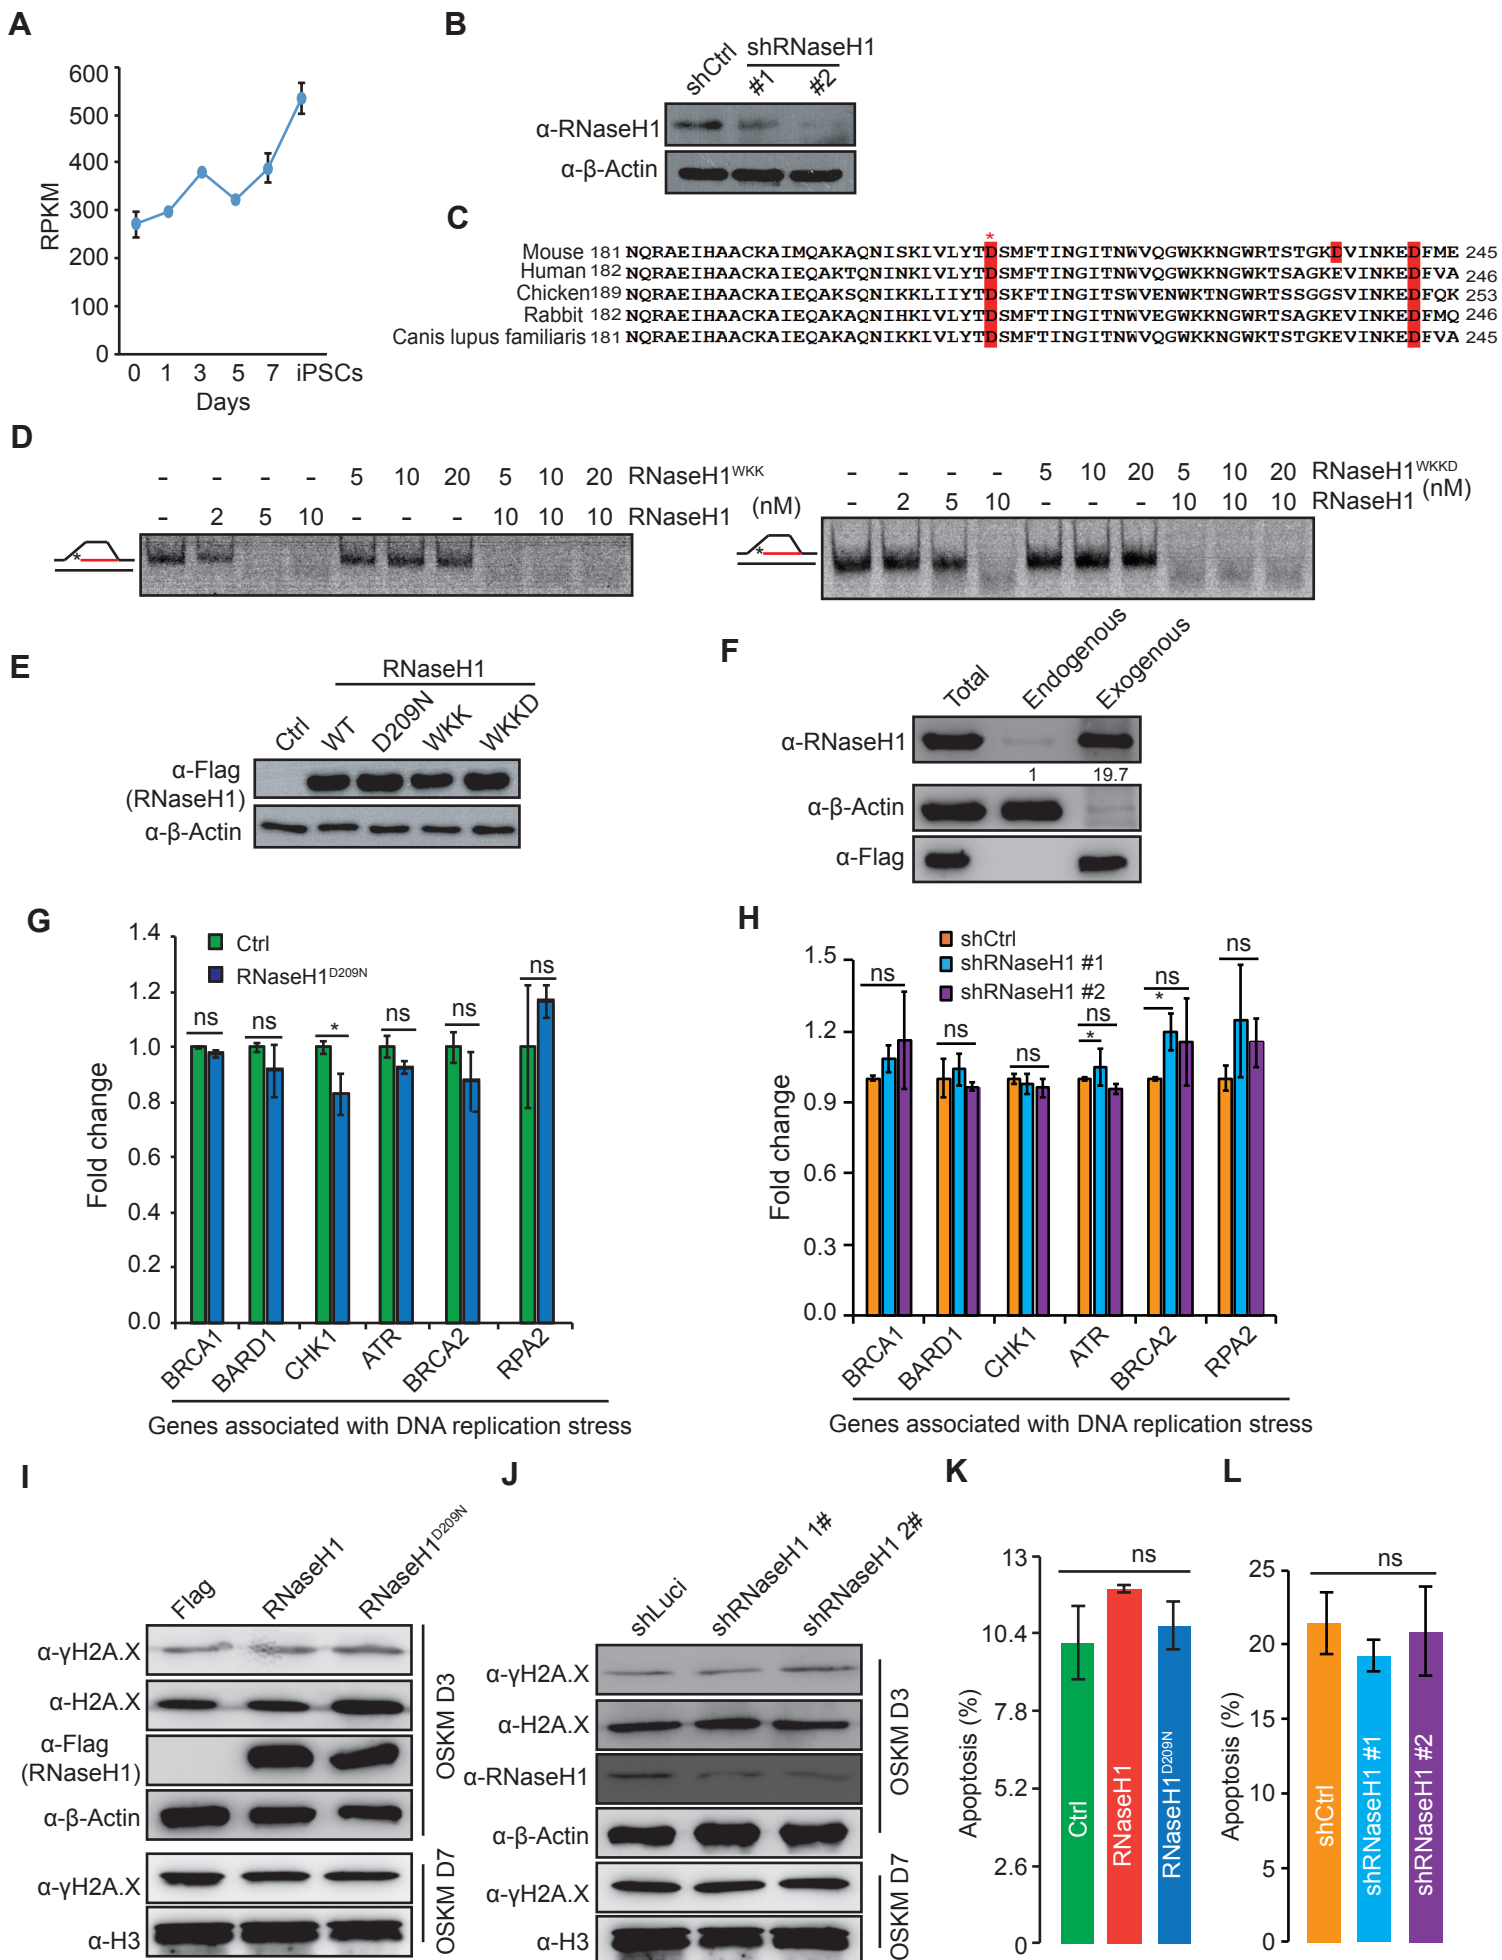 A
600
500
400
300
200
100
0
RPKM
0 1 3 5 7 iPSCs
Days
B
shCtrl
shRNaseH1
#1 #2
α-RNaseH1
α-β-Actin
C
*
Mouse 181 NQRAEIHAACKAIMQAKAQNISKLVLYTDSMFTINGITNWVQGWKKNGWRTSTGKDVINKEDFME 245
Human 182 NQRAEIHAACKAIEQAKTQNINKLVLYTDSMFTINGITNWVQGWKKNGWKTSAGKEVINKEDFVA 246
Chicken 189 NQRAEIHAACKAIEQAKSQNIKKLIIYTDSKFTINGITSWVENWKTNGWRTSSGGSVINKEDFQK 253
Rabbit 182 NQRAEIHAACKAIEQAKAQNIHKLVLYTDSMFTINGITNWVEGWKKNGWRTSAGKEVINKEDFMQ 246
Canis lupus familiaris 181 NQRAEIHAACKAIEQAKAQNIKKLVLYTDSMFTINGITNWVQGWKKNGWKTSTGKEVINKEDFVA 245
D
– – – – 5 10 20 5 10 20 RNaseH1WKK
– 2 5 10 – – – 10 10 10 RNaseH1 (nM)
*
– – – – 5 10 20 5 10 20 RNaseH1WKKD
– 2 5 10 – – – 10 10 10 RNaseH1 (nM)
*
E
RNaseH1
Ctrl WT D209N WKK WKKD
α-Flag
(RNaseH1)
α-β-Actin
F
Total Endogenous Exogenous
α-RNaseH1
1 19.7
α-β-Actin
α-Flag
G
1.4
1.2
1.0
0.8
0.6
0.4
0.2
0.0
Fold change
Ctrl
RNaseH1D209N
ns ns * ns ns ns
BRCA1 BARD1 CHK1 ATR BRCA2 RPA2
Genes associated with DNA replication stress
H
1.5
1.2
0.9
0.6
0.3
0.0
Fold change
shCtrl
shRNaseH1 #1
shRNaseH1 #2
ns ns ns ns * ns * ns
BRCA1 BARD1 CHK1 ATR BRCA2 RPA2
Genes associated with DNA replication stress
I
Flag RNaseH1 RNaseH1D209N
α-γH2A.X
α-H2A.X
α-Flag
(RNaseH1)
α-β-Actin
OSKM D3
α-γH2A.X
α-H3
OSKM D7
J
shLuci shRNaseH1 1# shRNaseH1 2#
α-γH2A.X
α-H2A.X
α-RNaseH1
α-β-Actin
OSKM D3
α-γH2A.X
α-H3
OSKM D7
K
13
10.4
7.8
5.2
2.6
0
Apoptosis (%)
ns
Ctrl
RNaseH1
RNaseH1D209N
L
25
20
15
10
5
0
Apoptosis (%)
ns
shCtrl
shRNaseH1 #1
shRNaseH1 #2